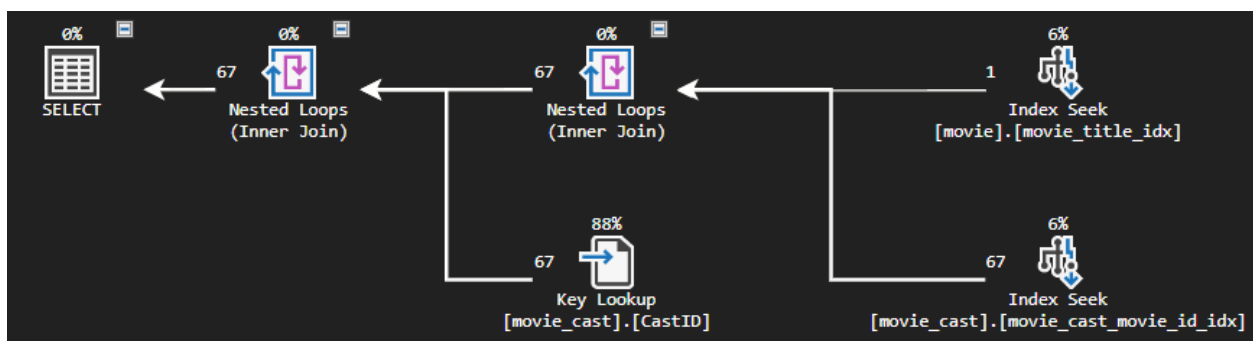 0%
SELECT
67
0%
Nested Loops
(Inner Join)
67
0%
Nested Loops
(Inner Join)
1
6%
Index Seek
[movie].[movie_title_idx]
67
88%
Key Lookup
[movie_cast].[CastID]
67
6%
Index Seek
[movie_cast].[movie_cast_movie_id_idx]